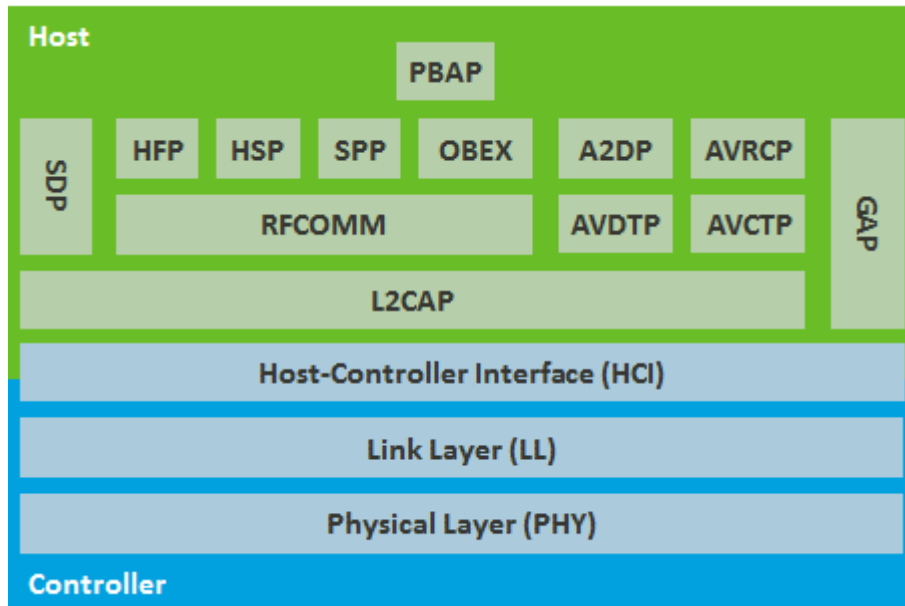 Host
PBAP
SDP
HFP
HSP
SPP
OBEX
A2DP
AVRCP
GAP
RFCOMM
AVDTP
AVCTP
L2CAP
Host-Controller Interface (HCI)
Link Layer (LL)
Physical Layer (PHY)
Controller